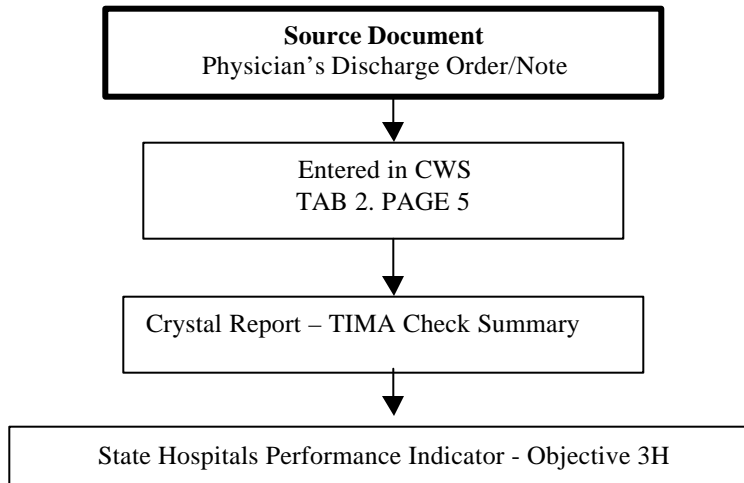 Source Document
Physician’s Discharge Order/Note
Entered in CWS
TAB 2. PAGE 5
Crystal Report – TIMA Check Summary
State Hospitals Performance Indicator - Objective 3H